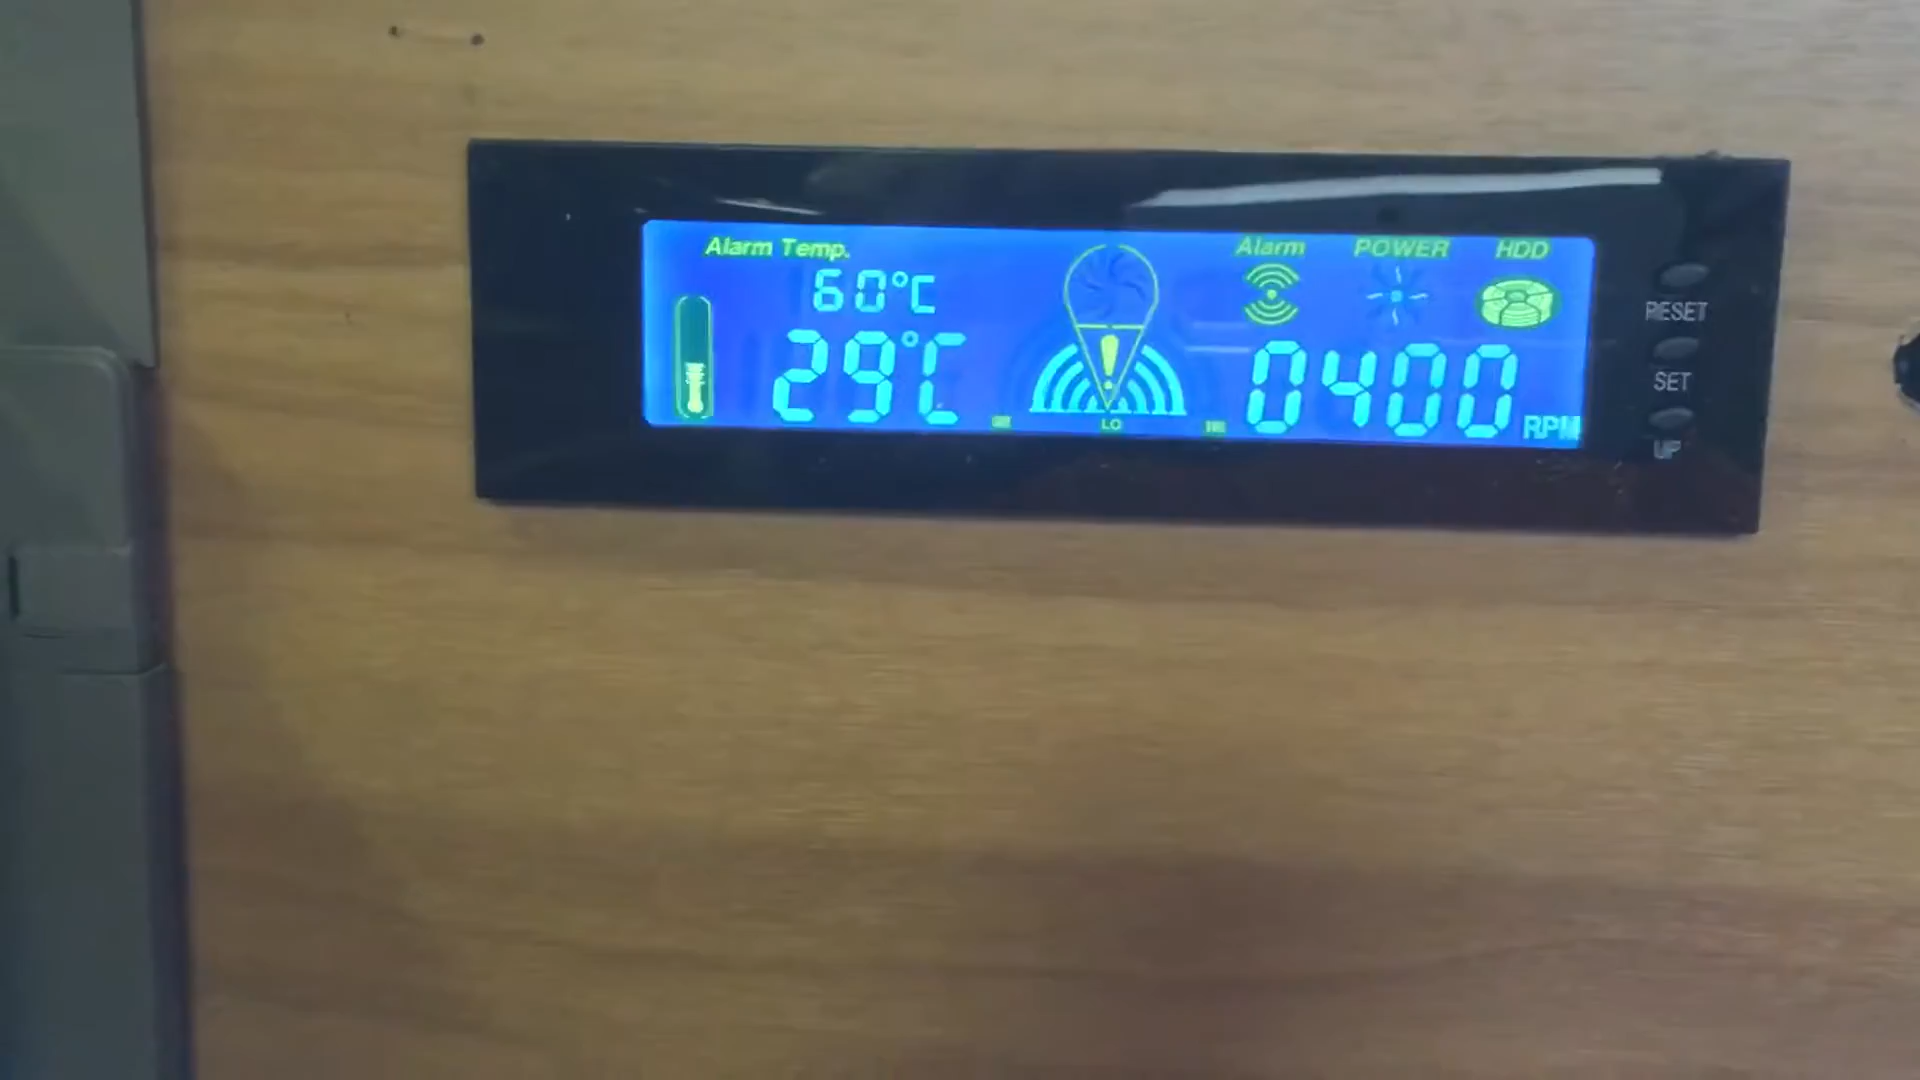 Alarm Temp.
60°C
29°C
LO
Alarm POWER HDD
0400 RPM
RESET
SET
UP